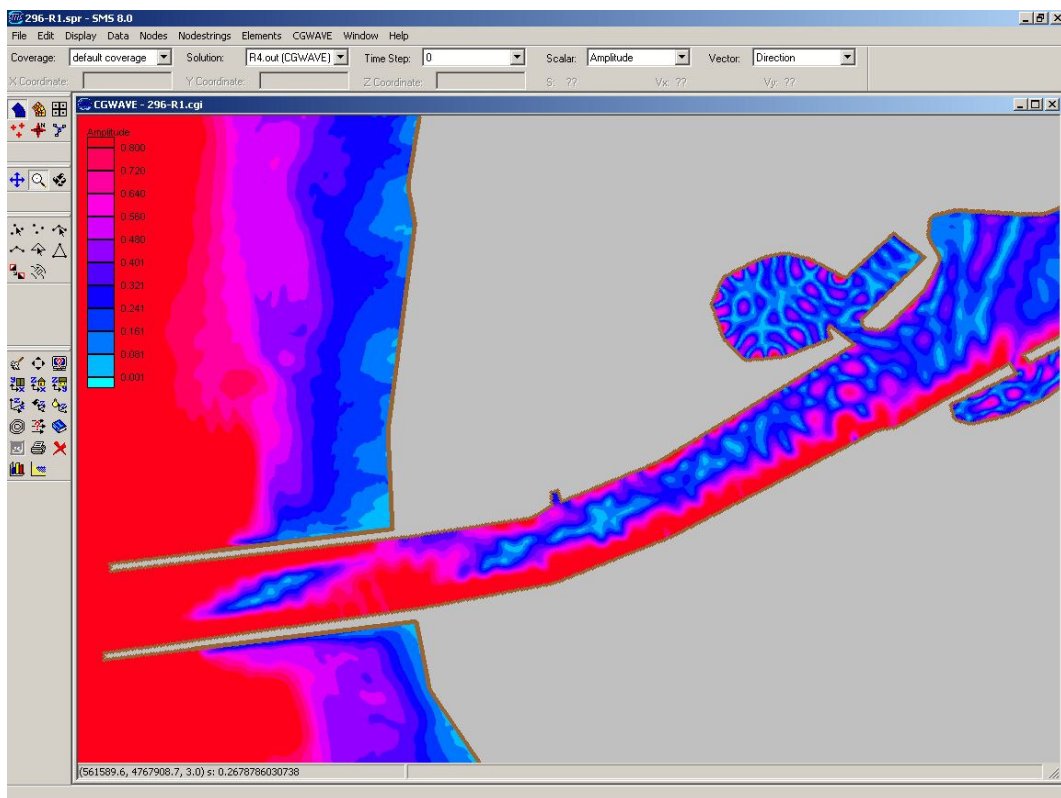 296-R1.spr - SMS 8.0
File Edit Display Data Nodes Nodestrings Elements CGWAVE Window Help
Coverage: default coverage Solution: R4.out (CGWAVE) Time Step: 0 Scalar: Amplitude Vector: Direction
X Coordinate: Y Coordinate: Z Coordinate: S: ?? Vx: ?? Vy: ??
CGWAVE - 296-R1.cgi
Amplitude
0.800
0.720
0.640
0.560
0.480
0.401
0.321
0.241
0.161
0.081
0.001
(561589.6, 4767908.7, 3.0) s: 0.2678786030738